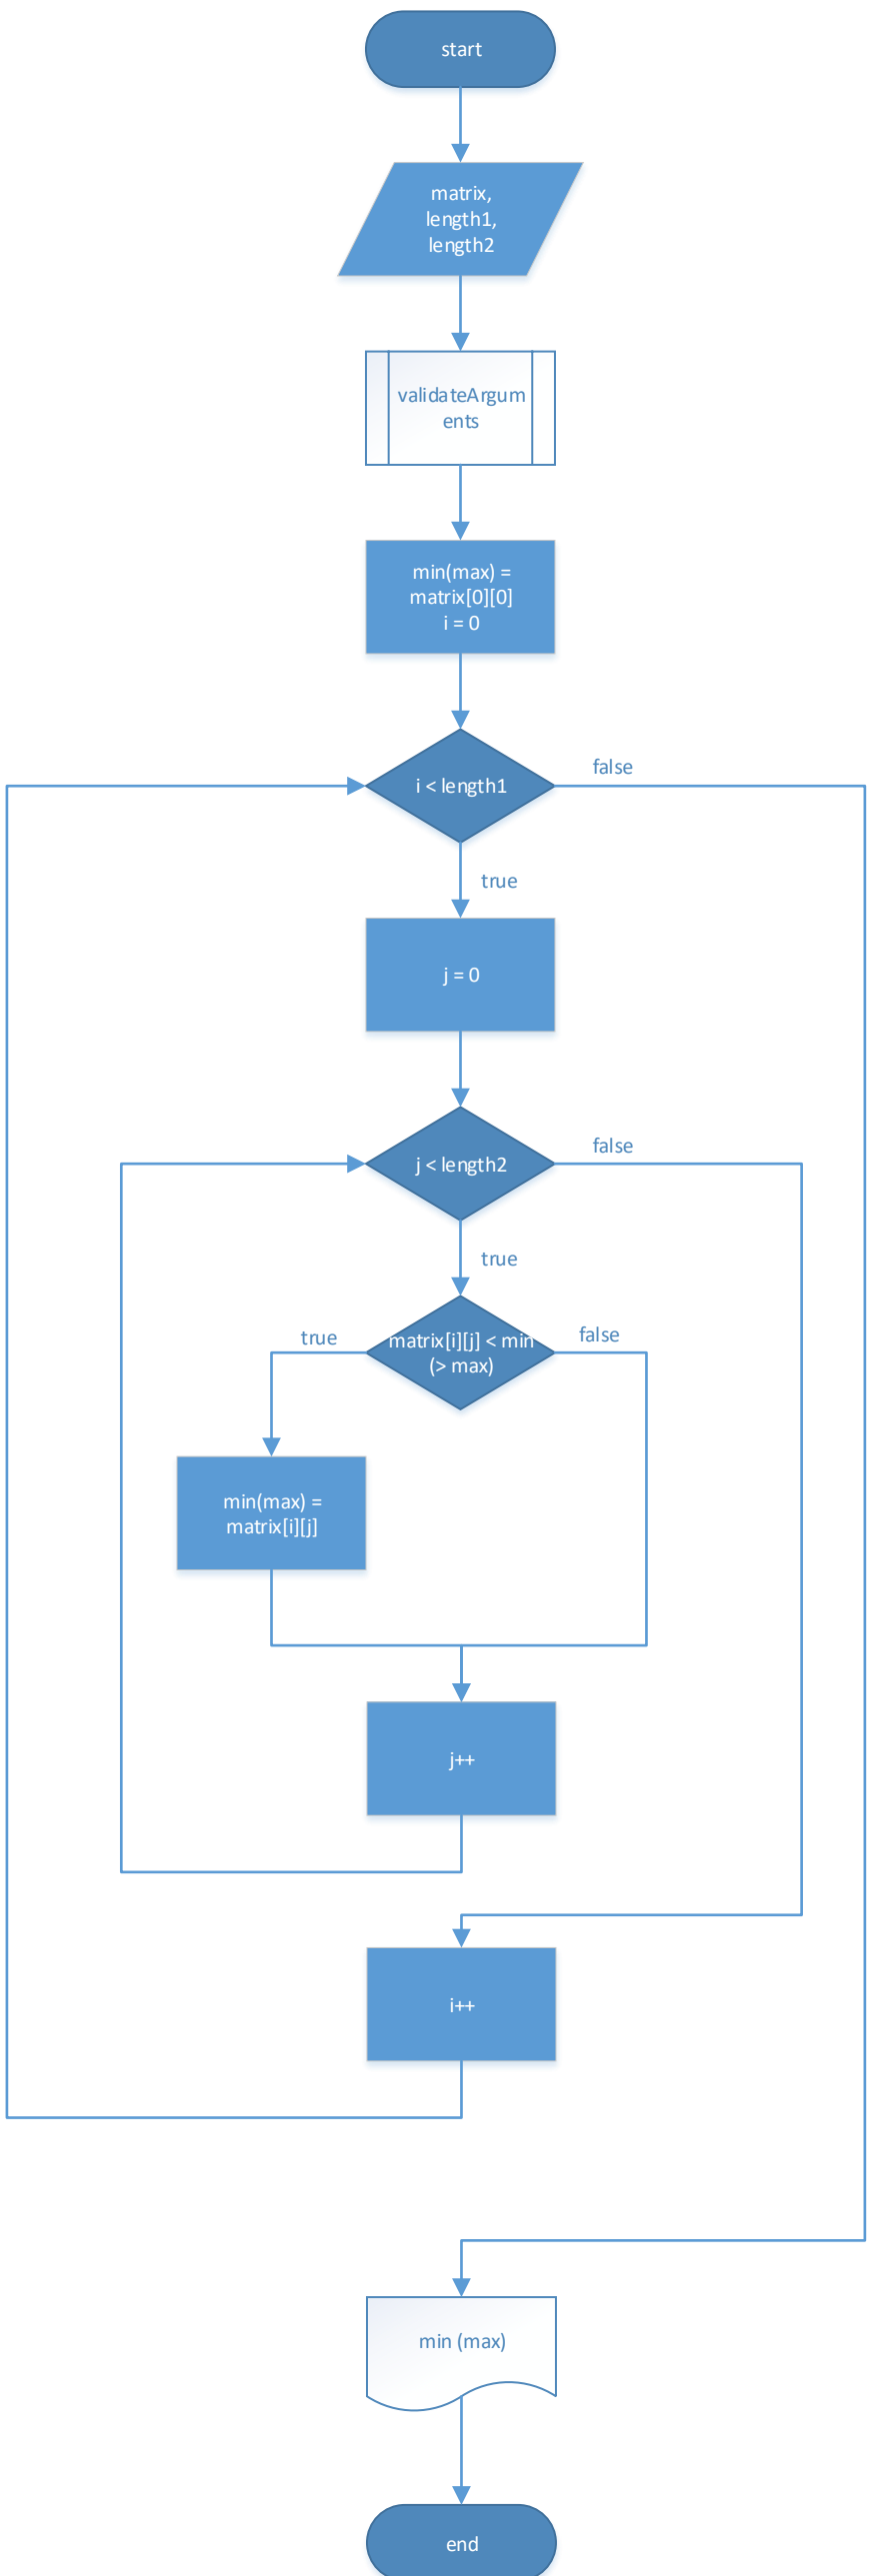 start
matrix,
length1,
length2
validateArgum
ents
min(max) =
matrix[0][0]
i = 0
i < length1
false
true
j = 0
j < length2
false
true
matrix[i][j] < min
(> max)
true
false
min(max) =
matrix[i][j]
j++
i++
min (max)
end